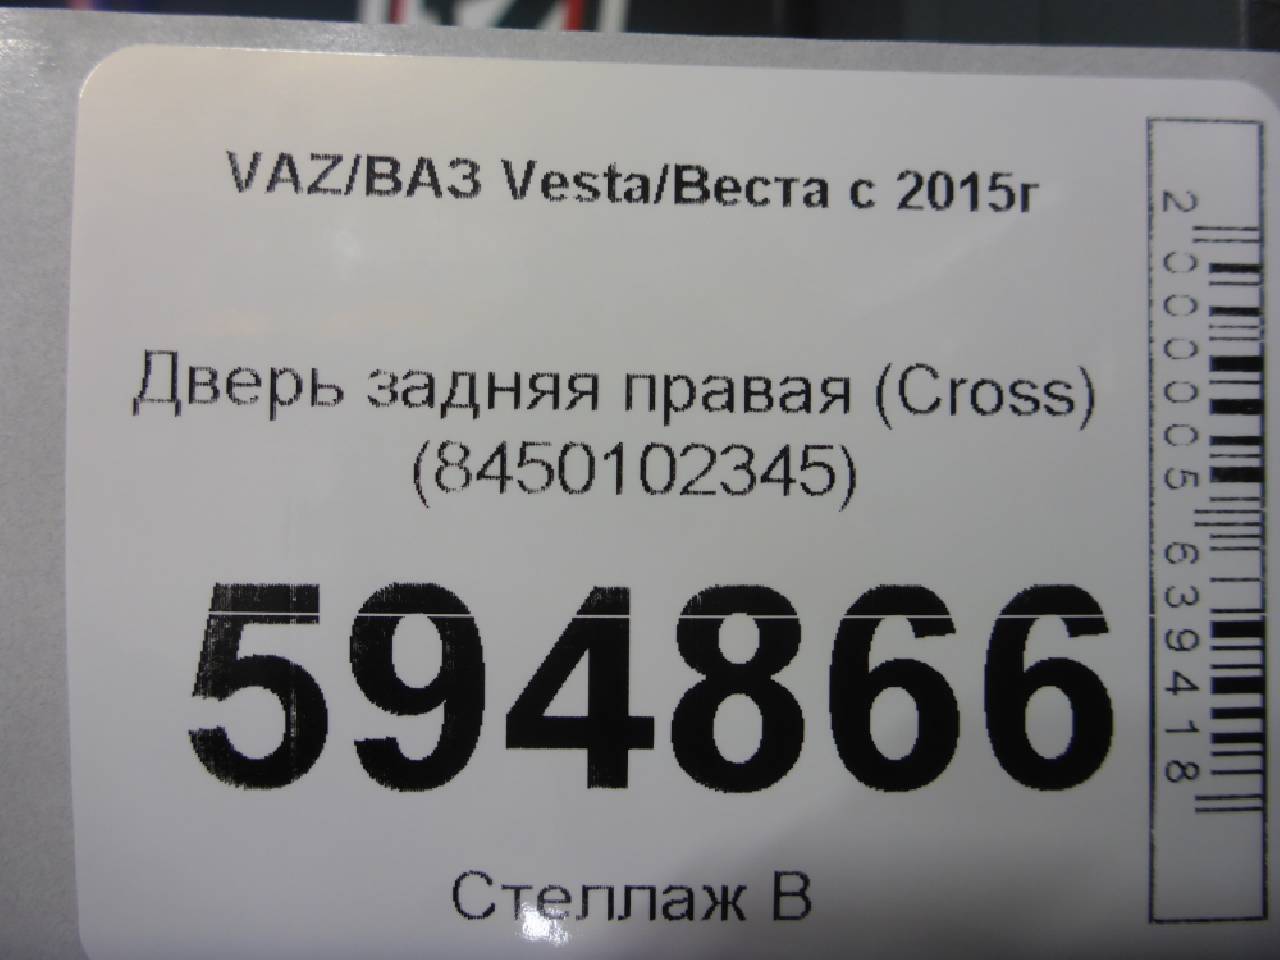 VAZ/ВАЗ Vesta/Веста с 2015г
Дверь задняя правая (Cross)
(8450102345)
594866
Стеллаж В
2000005639418